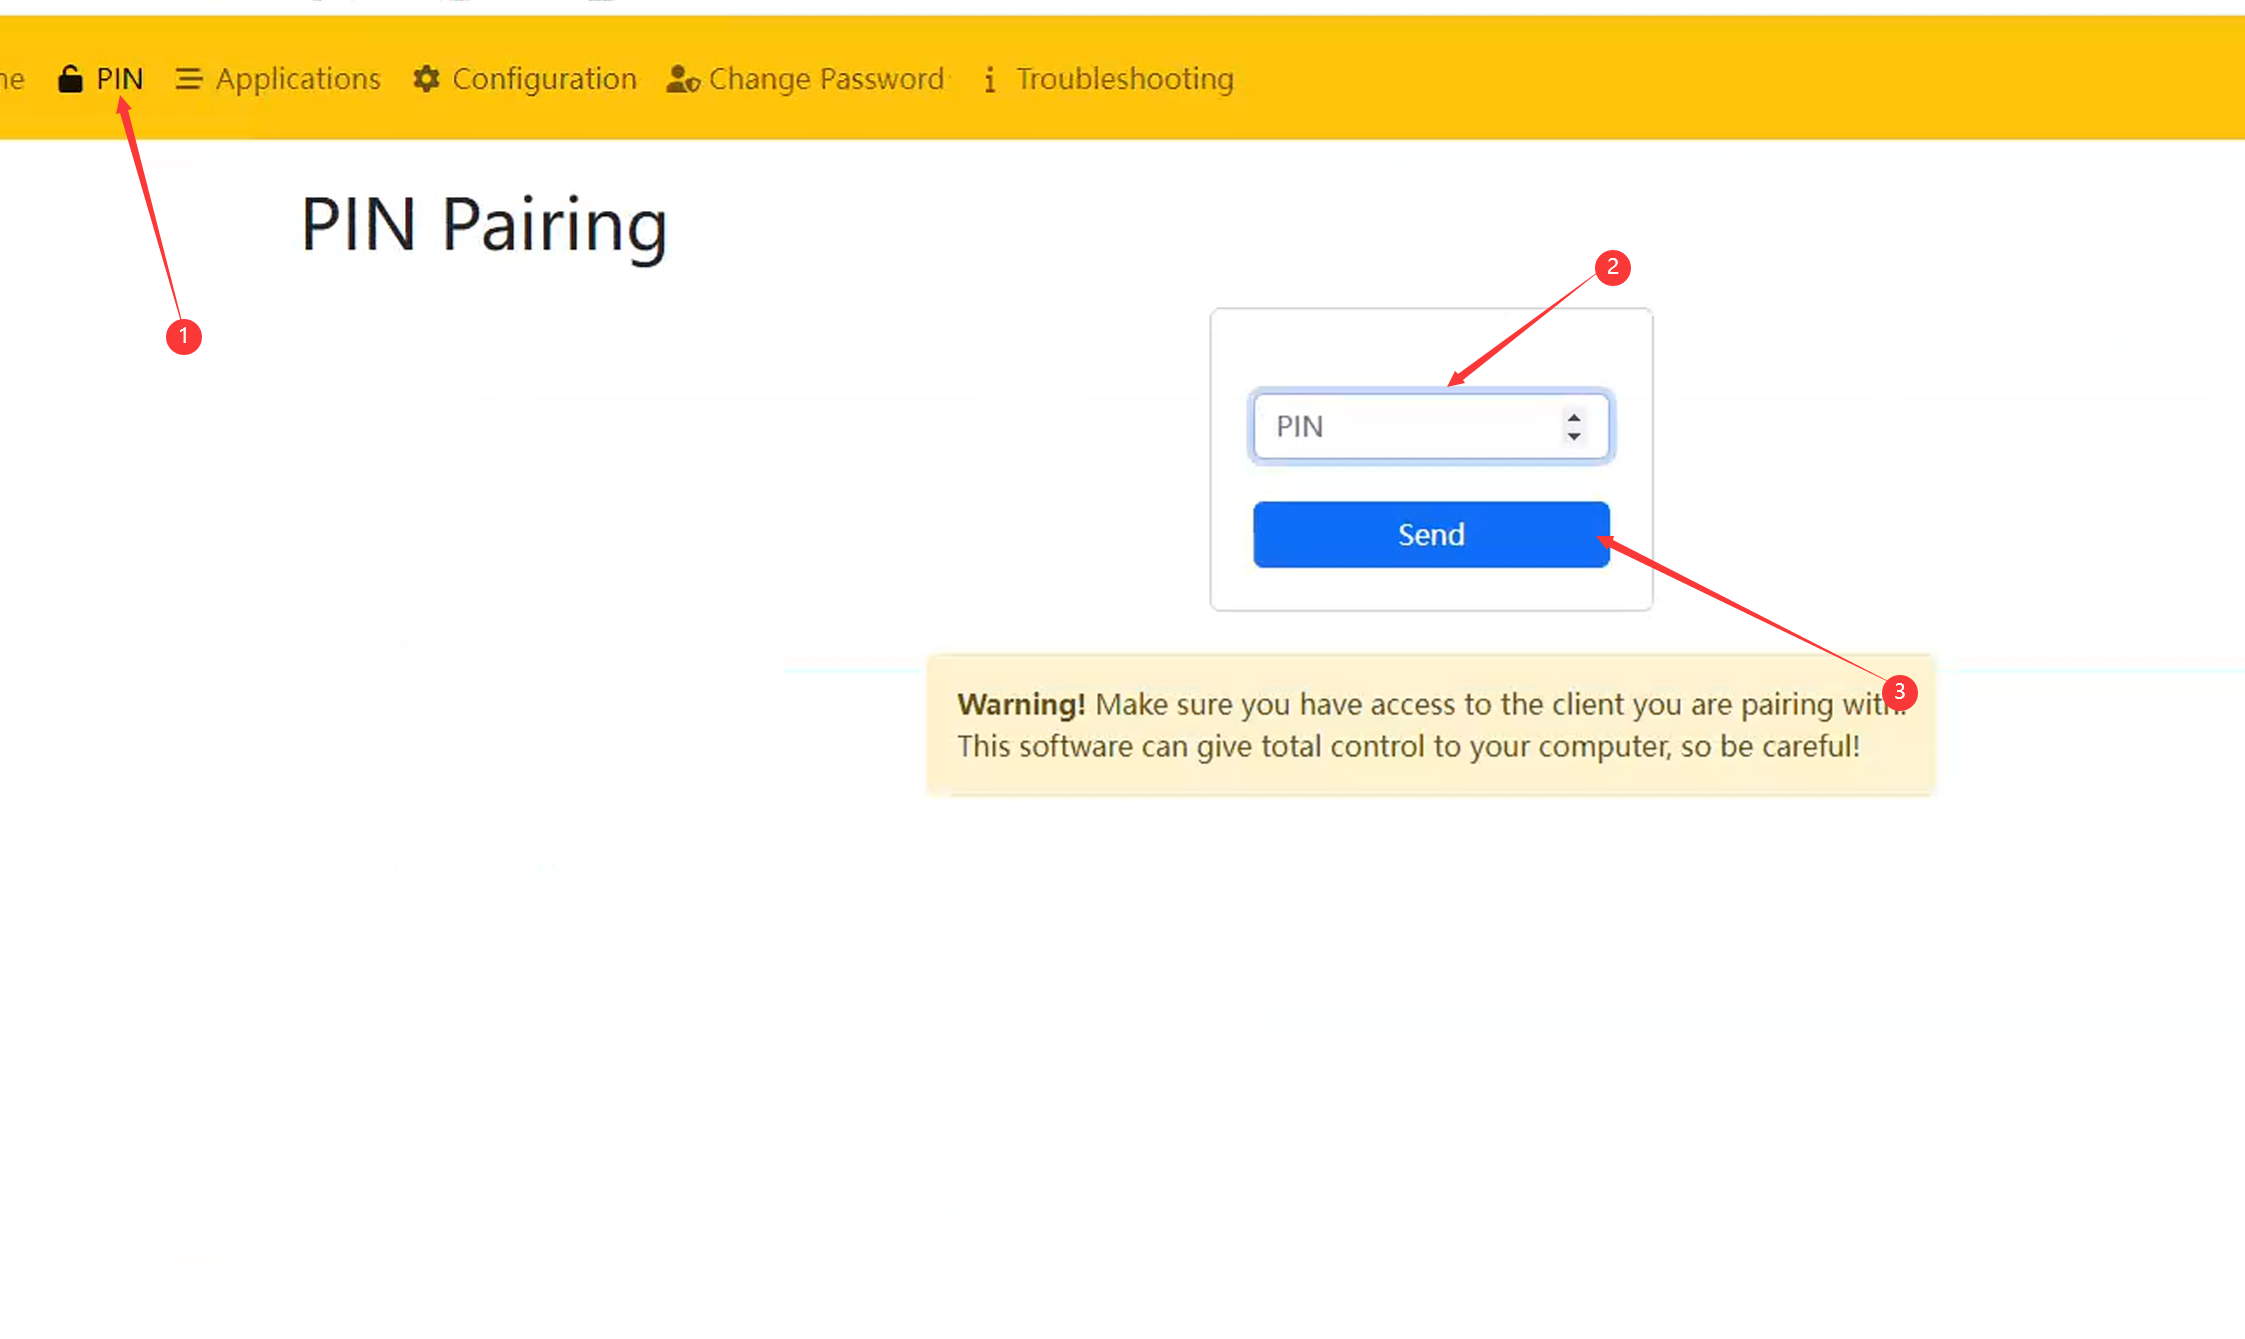 ne PIN Applications Configuration Change Password Troubleshooting
PIN Pairing
1
2
PIN
Send
3
Warning! Make sure you have access to the client you are pairing with.
This software can give total control to your computer, so be careful!